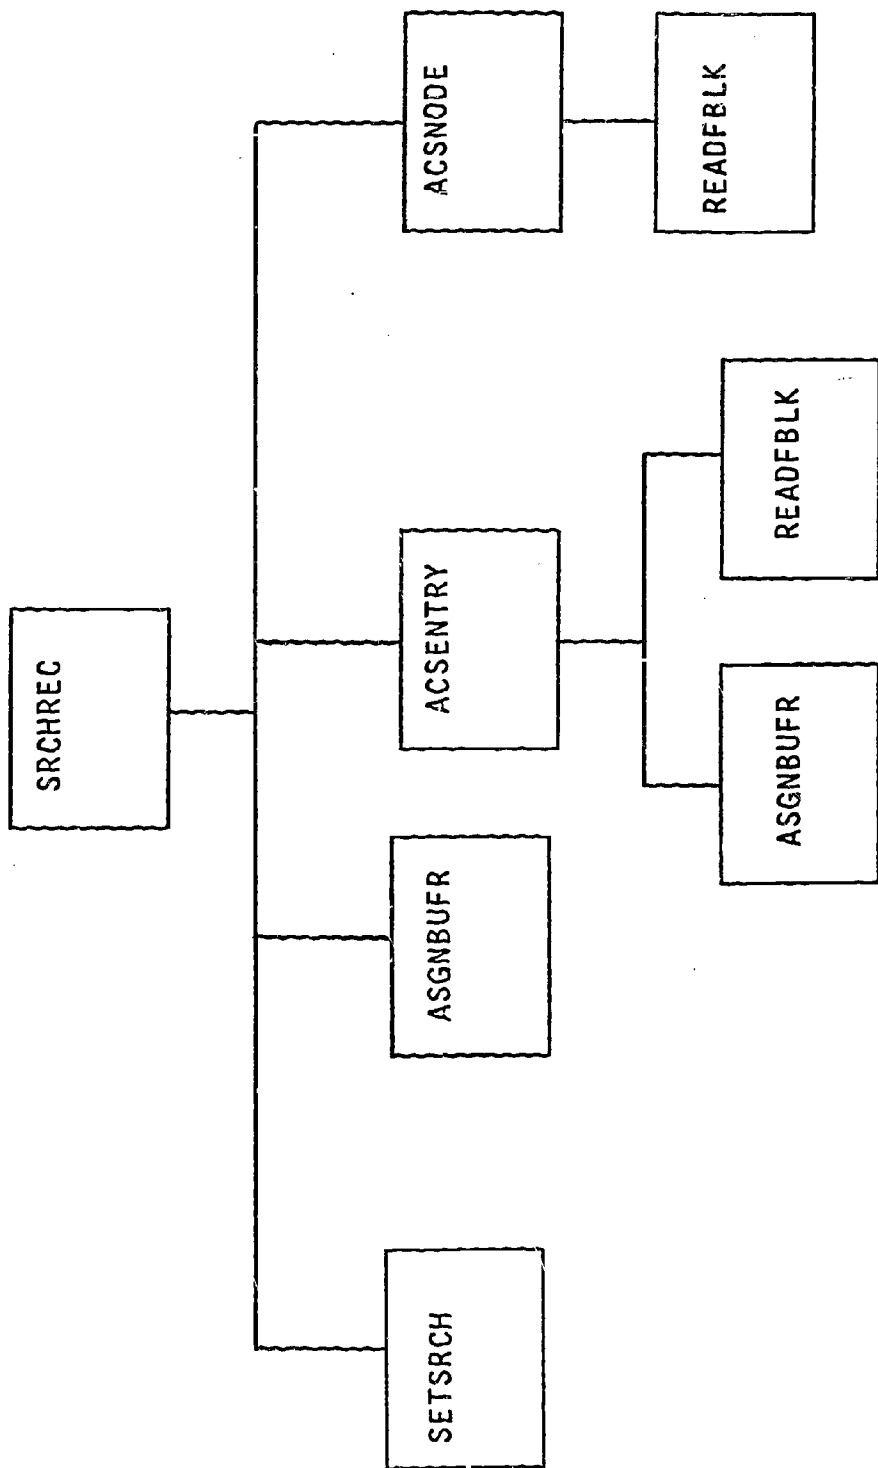 SRCHREC
SETSRCH
ASGNBUFR
ACSENTRY
ACSNODE
ASGNBUFR
READFBLK
READFBLK